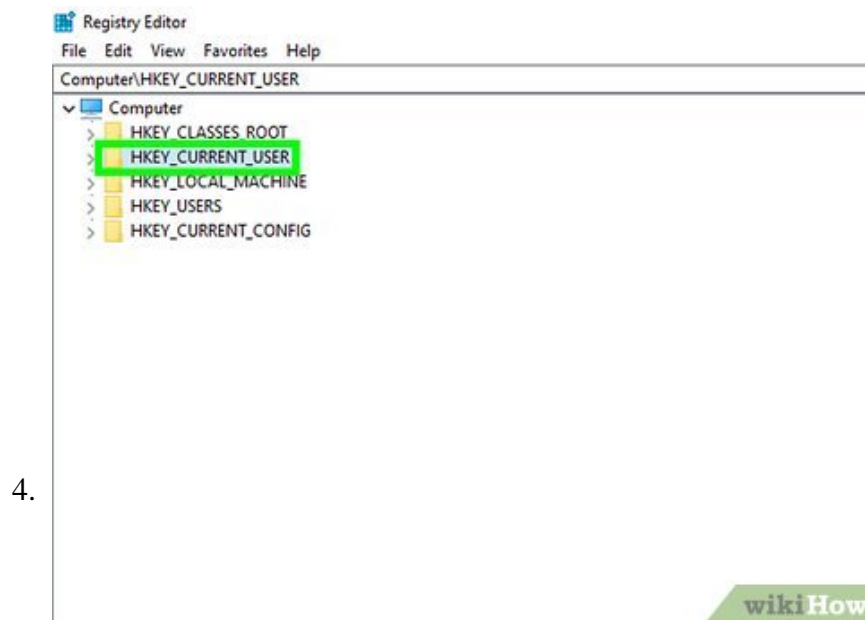 Registry Editor
File Edit View Favorites Help
Computer\HKEY_CURRENT_USER
Computer
HKEY_CLASSES_ROOT
HKEY_CURRENT_USER
HKEY_LOCAL_MACHINE
HKEY_USERS
HKEY_CURRENT_CONFIG
4.
wikiHow